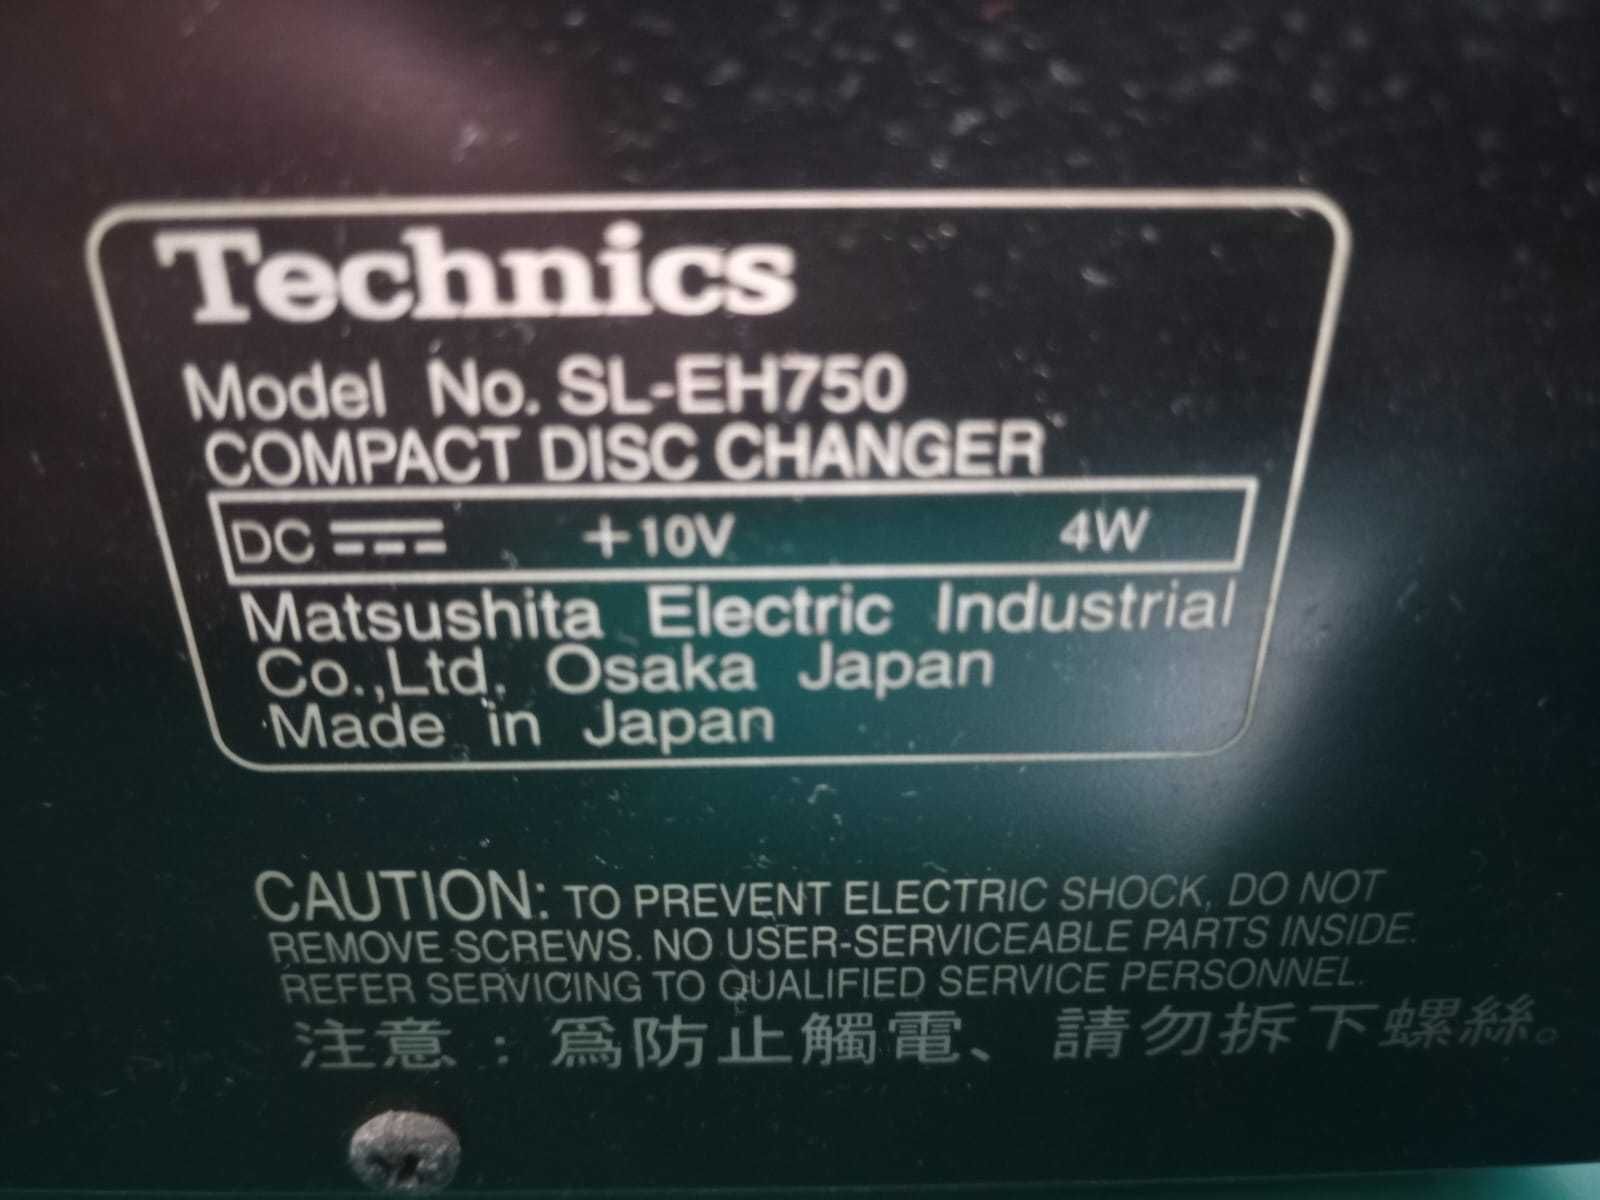 Technics
Model No. SL-EH750
COMPACT DISC CHANGER
DC +10V 4W
Matsushita Electric Industrial
Co.,Ltd. Osaka Japan
Made in Japan
CAUTION: TO PREVENT ELECTRIC SHOCK, DO NOT
REMOVE SCREWS. NO USER-SERVICEABLE PARTS INSIDE.
REFER SERVICING TO QUALIFIED SERVICE PERSONNEL.
注意：爲防止觸電、請勿拆下螺絲。